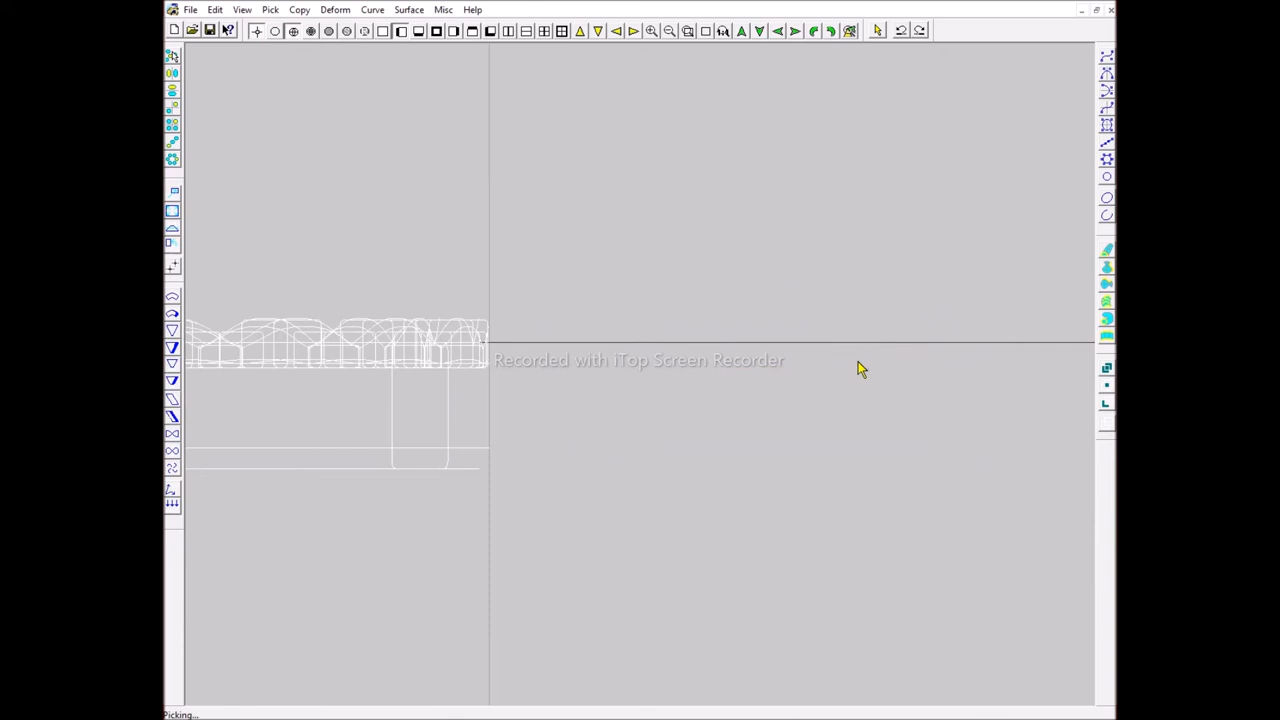 File Edit View Pick Copy Deform Curve Surface Misc Help
Recorded with iTop Screen Recorder
Picking...